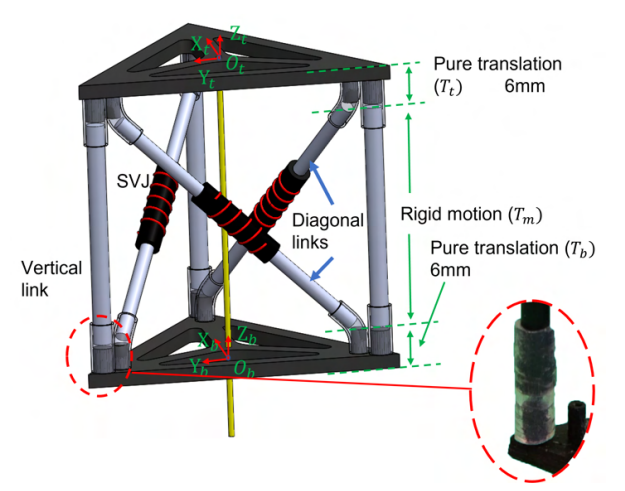 Z_t
X_t
O_t
Y_t
Pure translation
(T_t) 6mm
SVJ
Diagonal
links
Rigid motion (T_m)
Pure translation (T_b)
6mm
Vertical
link
X_b
Z_b
Y_b
O_b